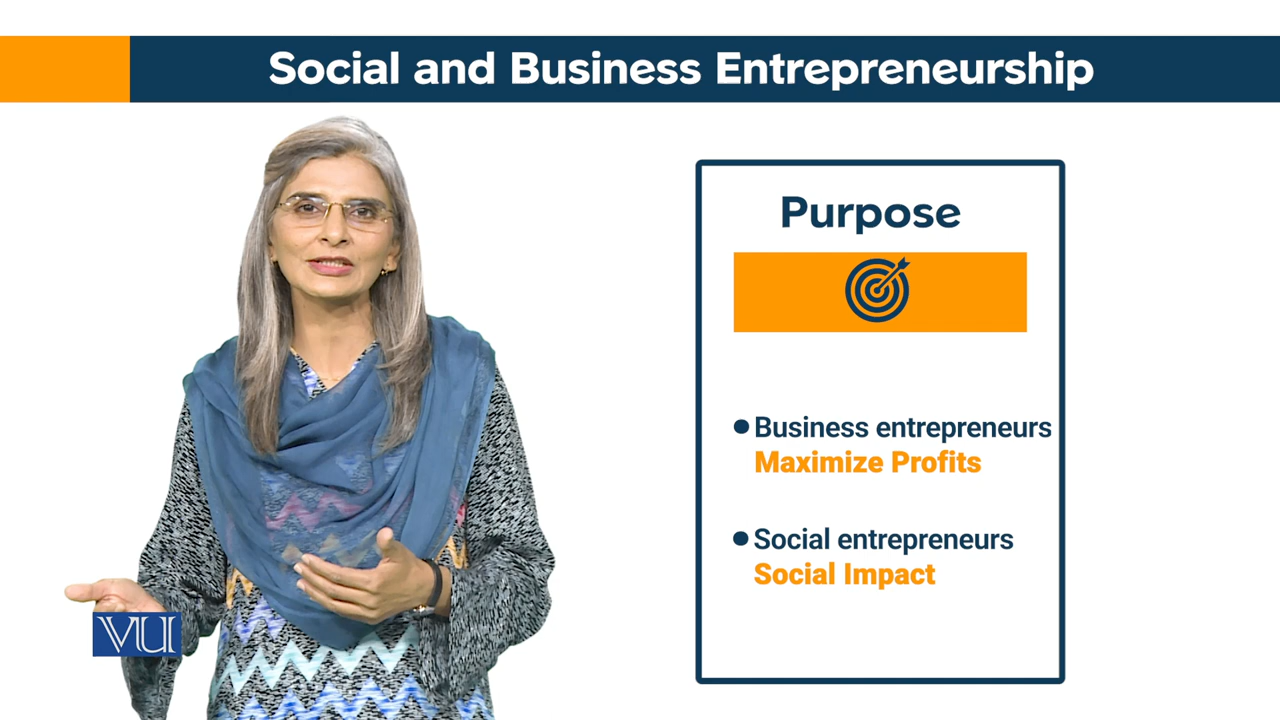 Social and Business Entrepreneurship
Purpose
Business entrepreneurs
Maximize Profits
Social entrepreneurs
Social Impact
VU